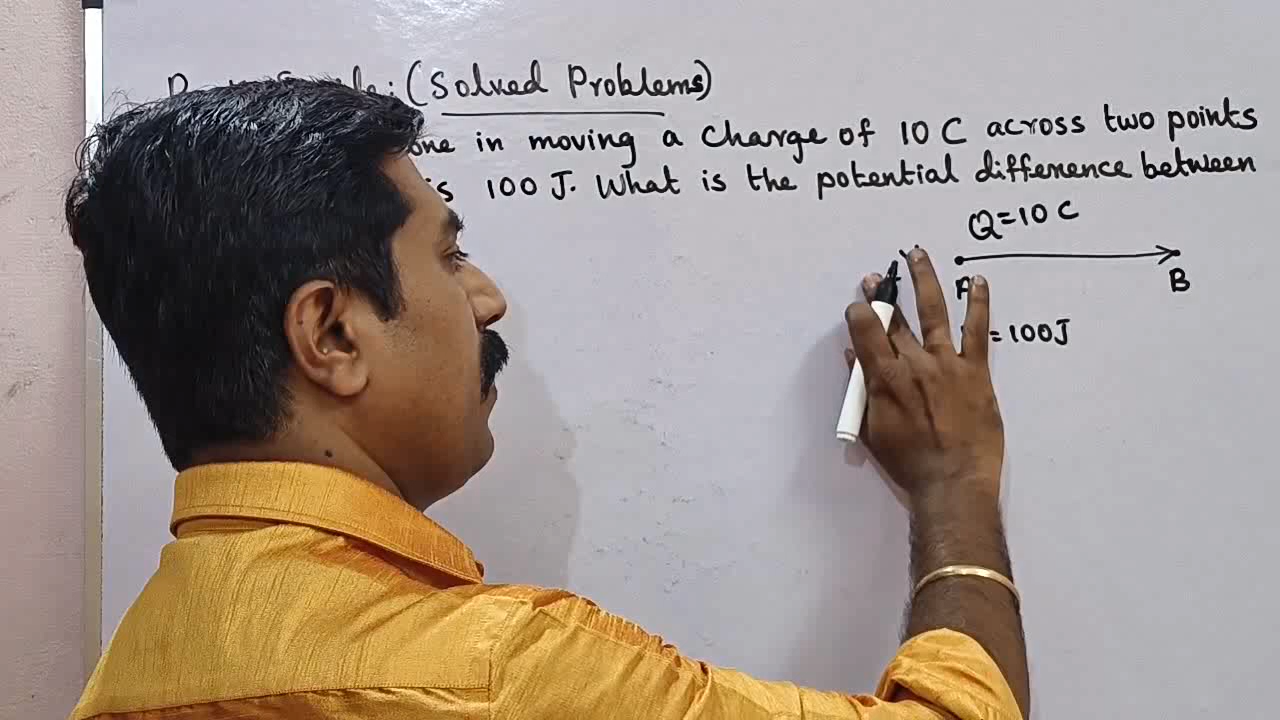 (Solved Problems)
in moving a charge of 10 C across two points
is 100 J. What is the potential difference between
Q=10 C
B
=100J